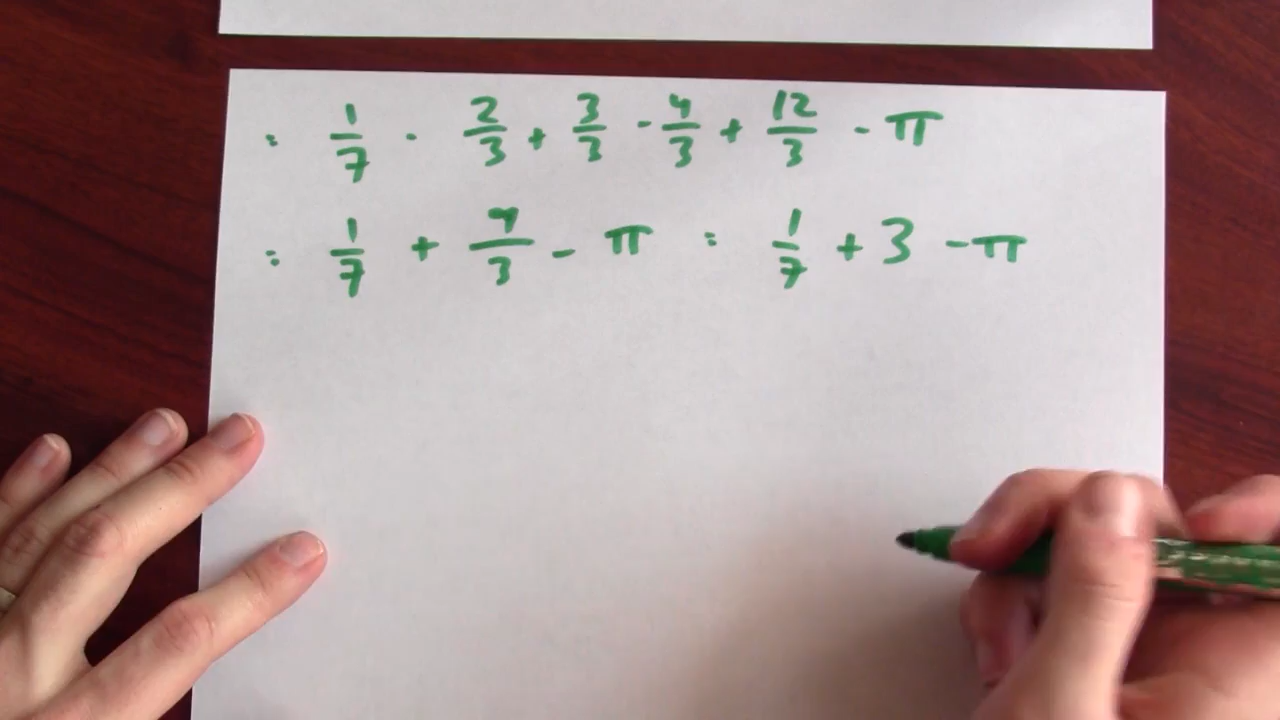 = 1/7 - 2/3 + 3/3 - 4/3 + 12/3 - π
= 1/7 + 9/3 - π = 1/7 + 3 - π